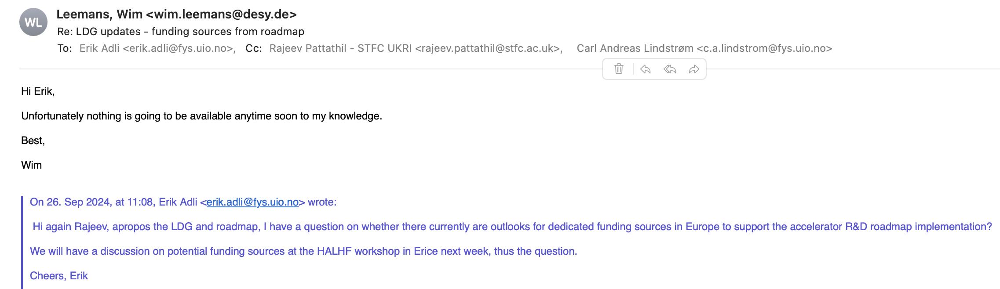 WL
Leemans, Wim <wim.leemans@desy.de>
Re: LDG updates - funding sources from roadmap
To: Erik Adli <erik.adli@fys.uio.no>, Cc: Rajeev Pattathil - STFC UKRI <rajeev.pattathil@stfc.ac.uk>, Carl Andreas Lindstrøm <c.a.lindstrom@fys.uio.no>
Hi Erik,
Unfortunately nothing is going to be available anytime soon to my knowledge.
Best,
Wim
On 26. Sep 2024, at 11:08, Erik Adli <erik.adli@fys.uio.no> wrote:
Hi again Rajeev, apropos the LDG and roadmap, I have a question on whether there currently are outlooks for dedicated funding sources in Europe to support the accelerator R&D roadmap implementation?
We will have a discussion on potential funding sources at the HALHF workshop in Erice next week, thus the question.
Cheers, Erik